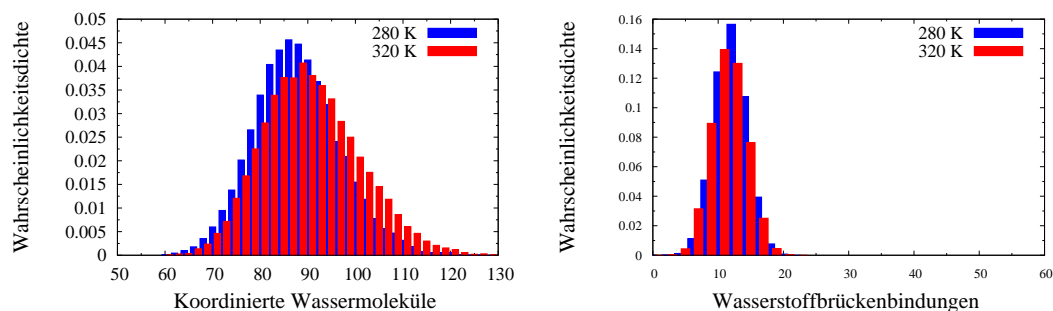 Wahrscheinlichkeitsdichte
0.05
0.045
0.04
0.035
0.03
0.025
0.02
0.015
0.01
0.005
0
280 K
320 K
50 60 70 80 90 100 110 120 130
Koordinierte Wassermoleküle
Wahrscheinlichkeitsdichte
0.16
0.14
0.12
0.1
0.08
0.06
0.04
0.02
0
280 K
320 K
0 10 20 30 40 50 60
Wasserstoffbrückenbindungen